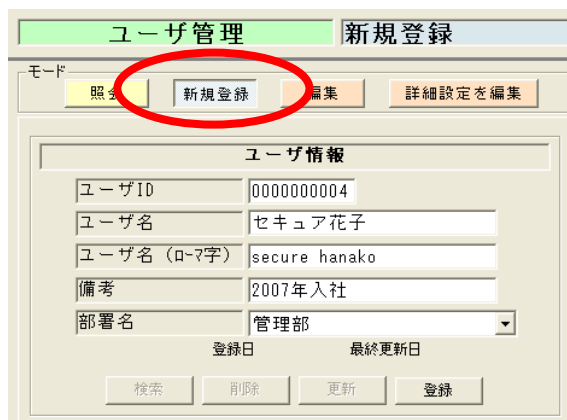 ユーザ管理 新規登録
モード
照会 新規登録 編集 詳細設定を編集
ユーザ情報
ユーザID 0000000004
ユーザ名 セキュア花子
ユーザ名 (ﾛｰﾏ字) secure hanako
備考 2007年入社
部署名 管理部
登録日 最終更新日
検索 削除 更新 登録